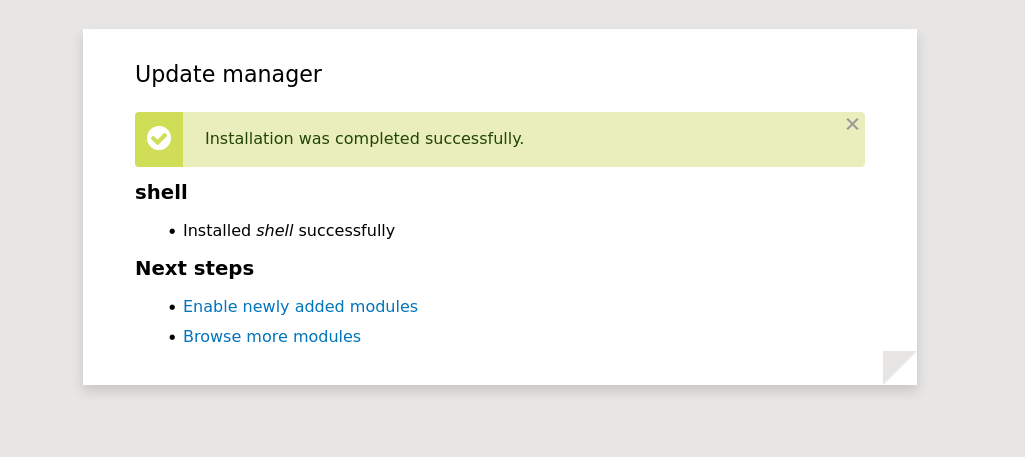 Update manager
Installation was completed successfully.
shell
Installed shell successfully
Next steps
Enable newly added modules
Browse more modules